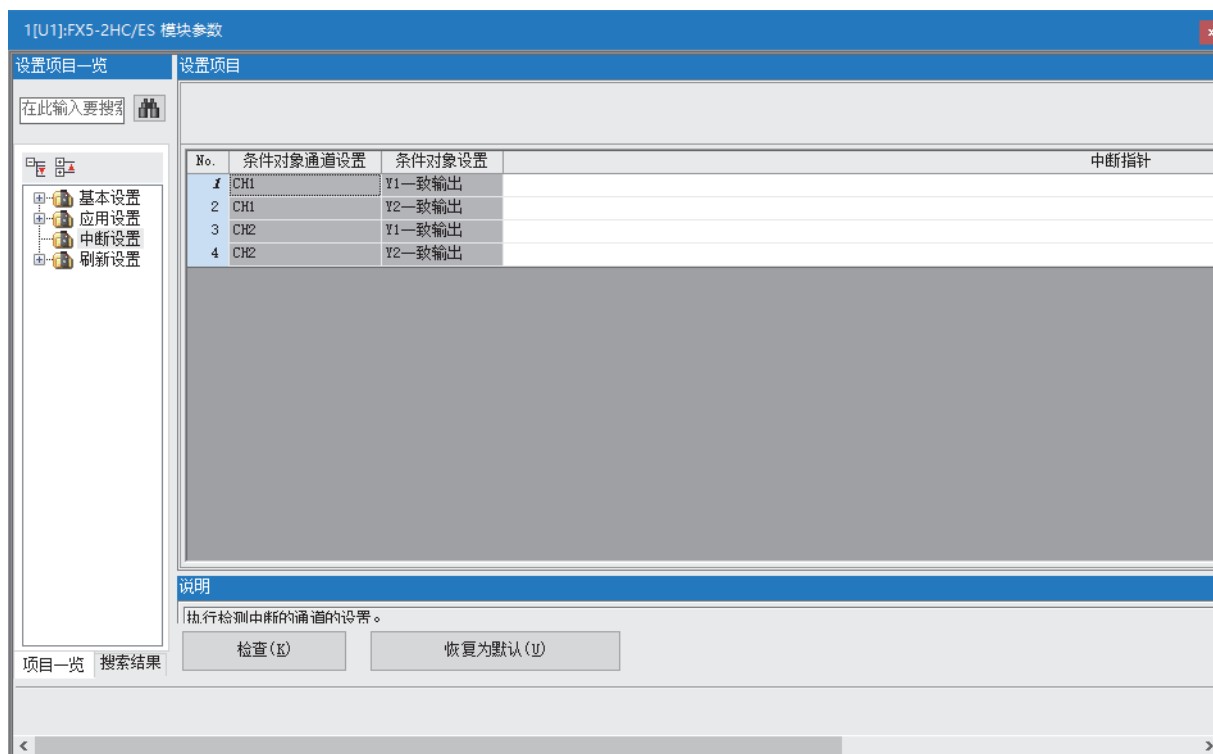 1[U1]:FX5-2HC/ES 模块参数
设置项目一览
设置项目
在此输入要搜
No. 条件对象通道设置 条件对象设置 中断指针
1 CH1 Y1一致输出
2 CH1 Y2一致输出
3 CH2 Y1一致输出
4 CH2 Y2一致输出
基本设置
应用设置
中断设置
刷新设置
说明
执行检测中断的通道的设置。
检查(K) 恢复为默认(U)
项目一览 搜索结果